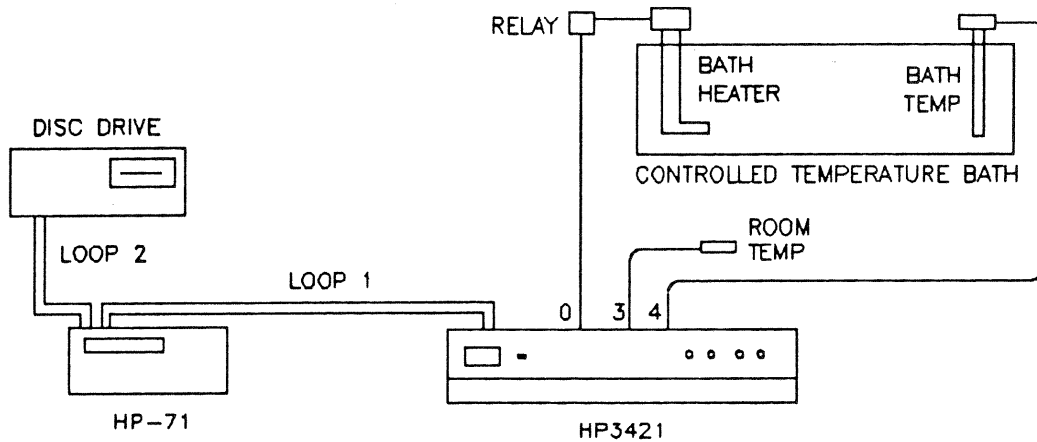 RELAY
BATH
HEATER
BATH
TEMP
DISC DRIVE
CONTROLLED TEMPERATURE BATH
LOOP 2
ROOM
TEMP
LOOP 1
0
3
4
HP-71
HP3421